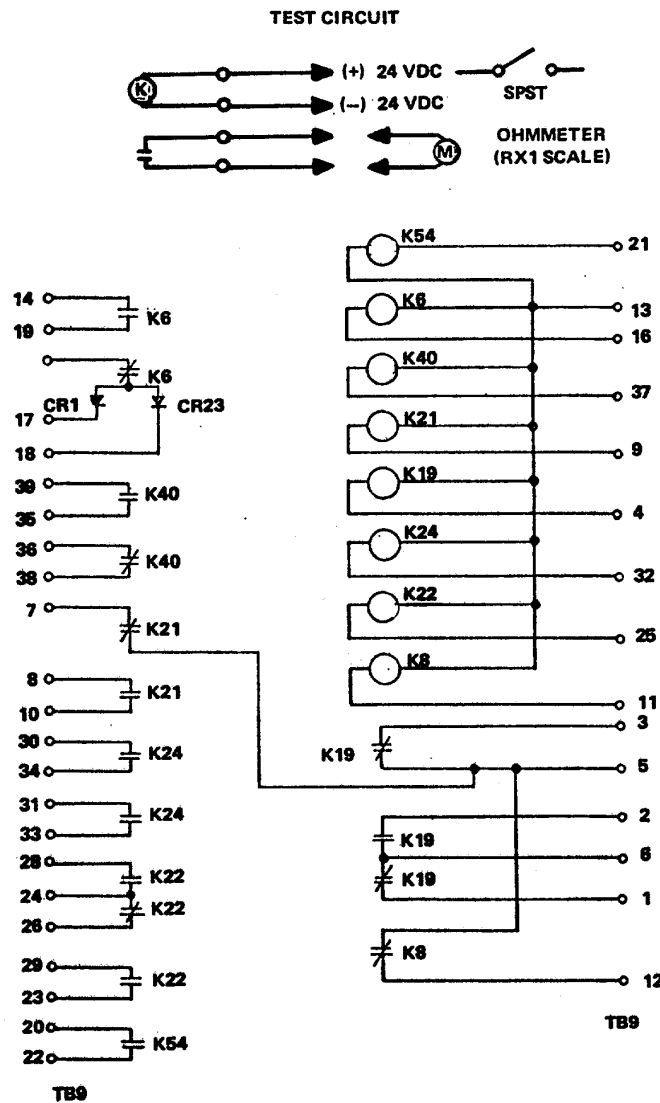 TEST CIRCUIT
K
(+) 24 VDC
SPST
(–) 24 VDC
M
OHMMETER
(RX1 SCALE)
K54
21
14
K6
19
K6
13
16
K6
K40
CR1
CR23
37
17
K21
18
9
39
K40
35
K19
4
36
K40
38
K24
32
7
K21
K22
25
8
K21
10
K8
11
30
K24
34
K19
3
5
31
K24
33
2
K19
28
K22
6
24
K22
K19
26
1
K8
29
K22
23
12
20
K54
22
TB9
TB9